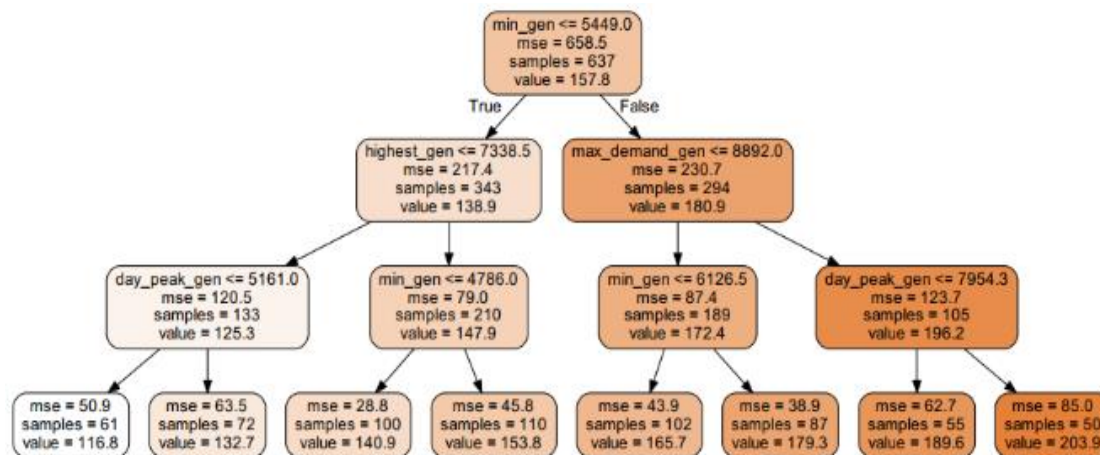 min_gen <= 5449.0
mse = 658.5
samples = 637
value = 157.8
True
False
highest_gen <= 7338.5
mse = 217.4
samples = 343
value = 138.9
max_demand_gen <= 8892.0
mse = 230.7
samples = 294
value = 180.9
day_peak_gen <= 5161.0
mse = 120.5
samples = 133
value = 125.3
min_gen <= 4786.0
mse = 79.0
samples = 210
value = 147.9
min_gen <= 6126.5
mse = 87.4
samples = 189
value = 172.4
day_peak_gen <= 7954.3
mse = 123.7
samples = 105
value = 196.2
mse = 50.9
samples = 61
value = 116.8
mse = 63.5
samples = 72
value = 132.7
mse = 28.8
samples = 100
value = 140.9
mse = 45.8
samples = 110
value = 153.8
mse = 43.9
samples = 102
value = 165.7
mse = 38.9
samples = 87
value = 179.3
mse = 62.7
samples = 55
value = 189.6
mse = 85.0
samples = 50
value = 203.9